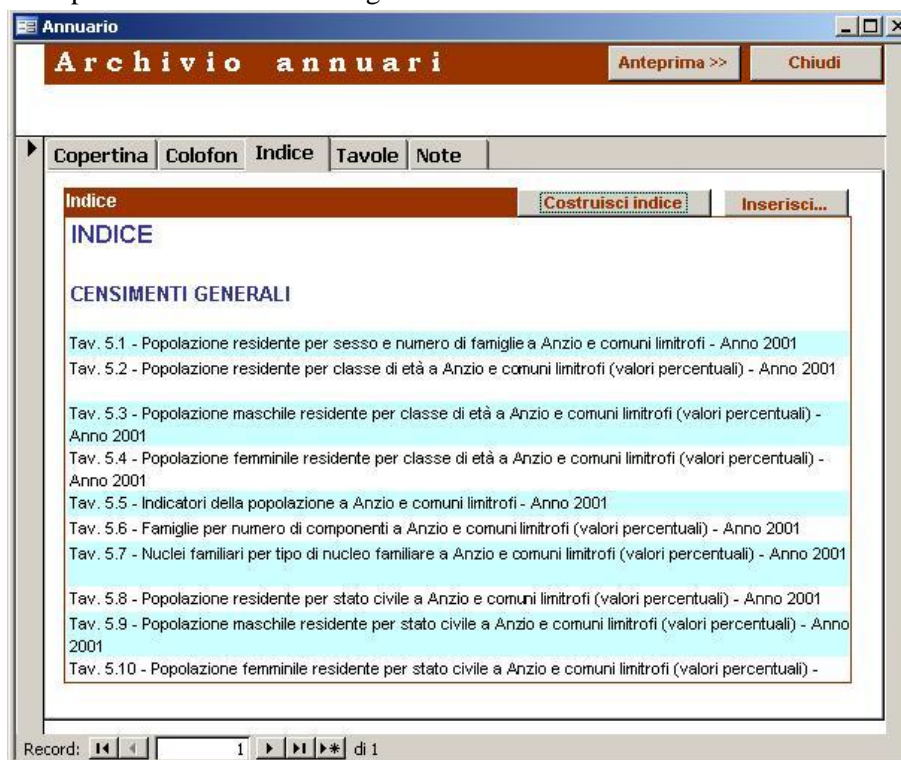 Annuario
Archivio annuari
Anteprima >>
Chiudi
Copertina
Colofon
Indice
Tavole
Note
Indice
Costruisci indice
Inserisci...
INDICE
CENSIMENTI GENERALI
Tav. 5.1 - Popolazione residente per sesso e numero di famiglie a Anzio e comuni limitrofi - Anno 2001
Tav. 5.2 - Popolazione residente per classe di età a Anzio e comuni limitrofi (valori percentuali) - Anno 2001
Tav. 5.3 - Popolazione maschile residente per classe di età a Anzio e comuni limitrofi (valori percentuali) -
Anno 2001
Tav. 5.4 - Popolazione femminile residente per classe di età a Anzio e comuni limitrofi (valori percentuali) -
Anno 2001
Tav. 5.5 - Indicatori della popolazione a Anzio e comuni limitrofi - Anno 2001
Tav. 5.6 - Famiglie per numero di componenti a Anzio e comuni limitrofi (valori percentuali) - Anno 2001
Tav. 5.7 - Nuclei familiari per tipo di nucleo familiare a Anzio e comuni limitrofi (valori percentuali) - Anno 2001
Tav. 5.8 - Popolazione residente per stato civile a Anzio e comuni limitrofi (valori percentuali) - Anno 2001
Tav. 5.9 - Popolazione maschile residente per stato civile a Anzio e comuni limitrofi (valori percentuali) - Anno
2001
Tav. 5.10 - Popolazione femminile residente per stato civile a Anzio e comuni limitrofi (valori percentuali) -
Record: 1 di 1